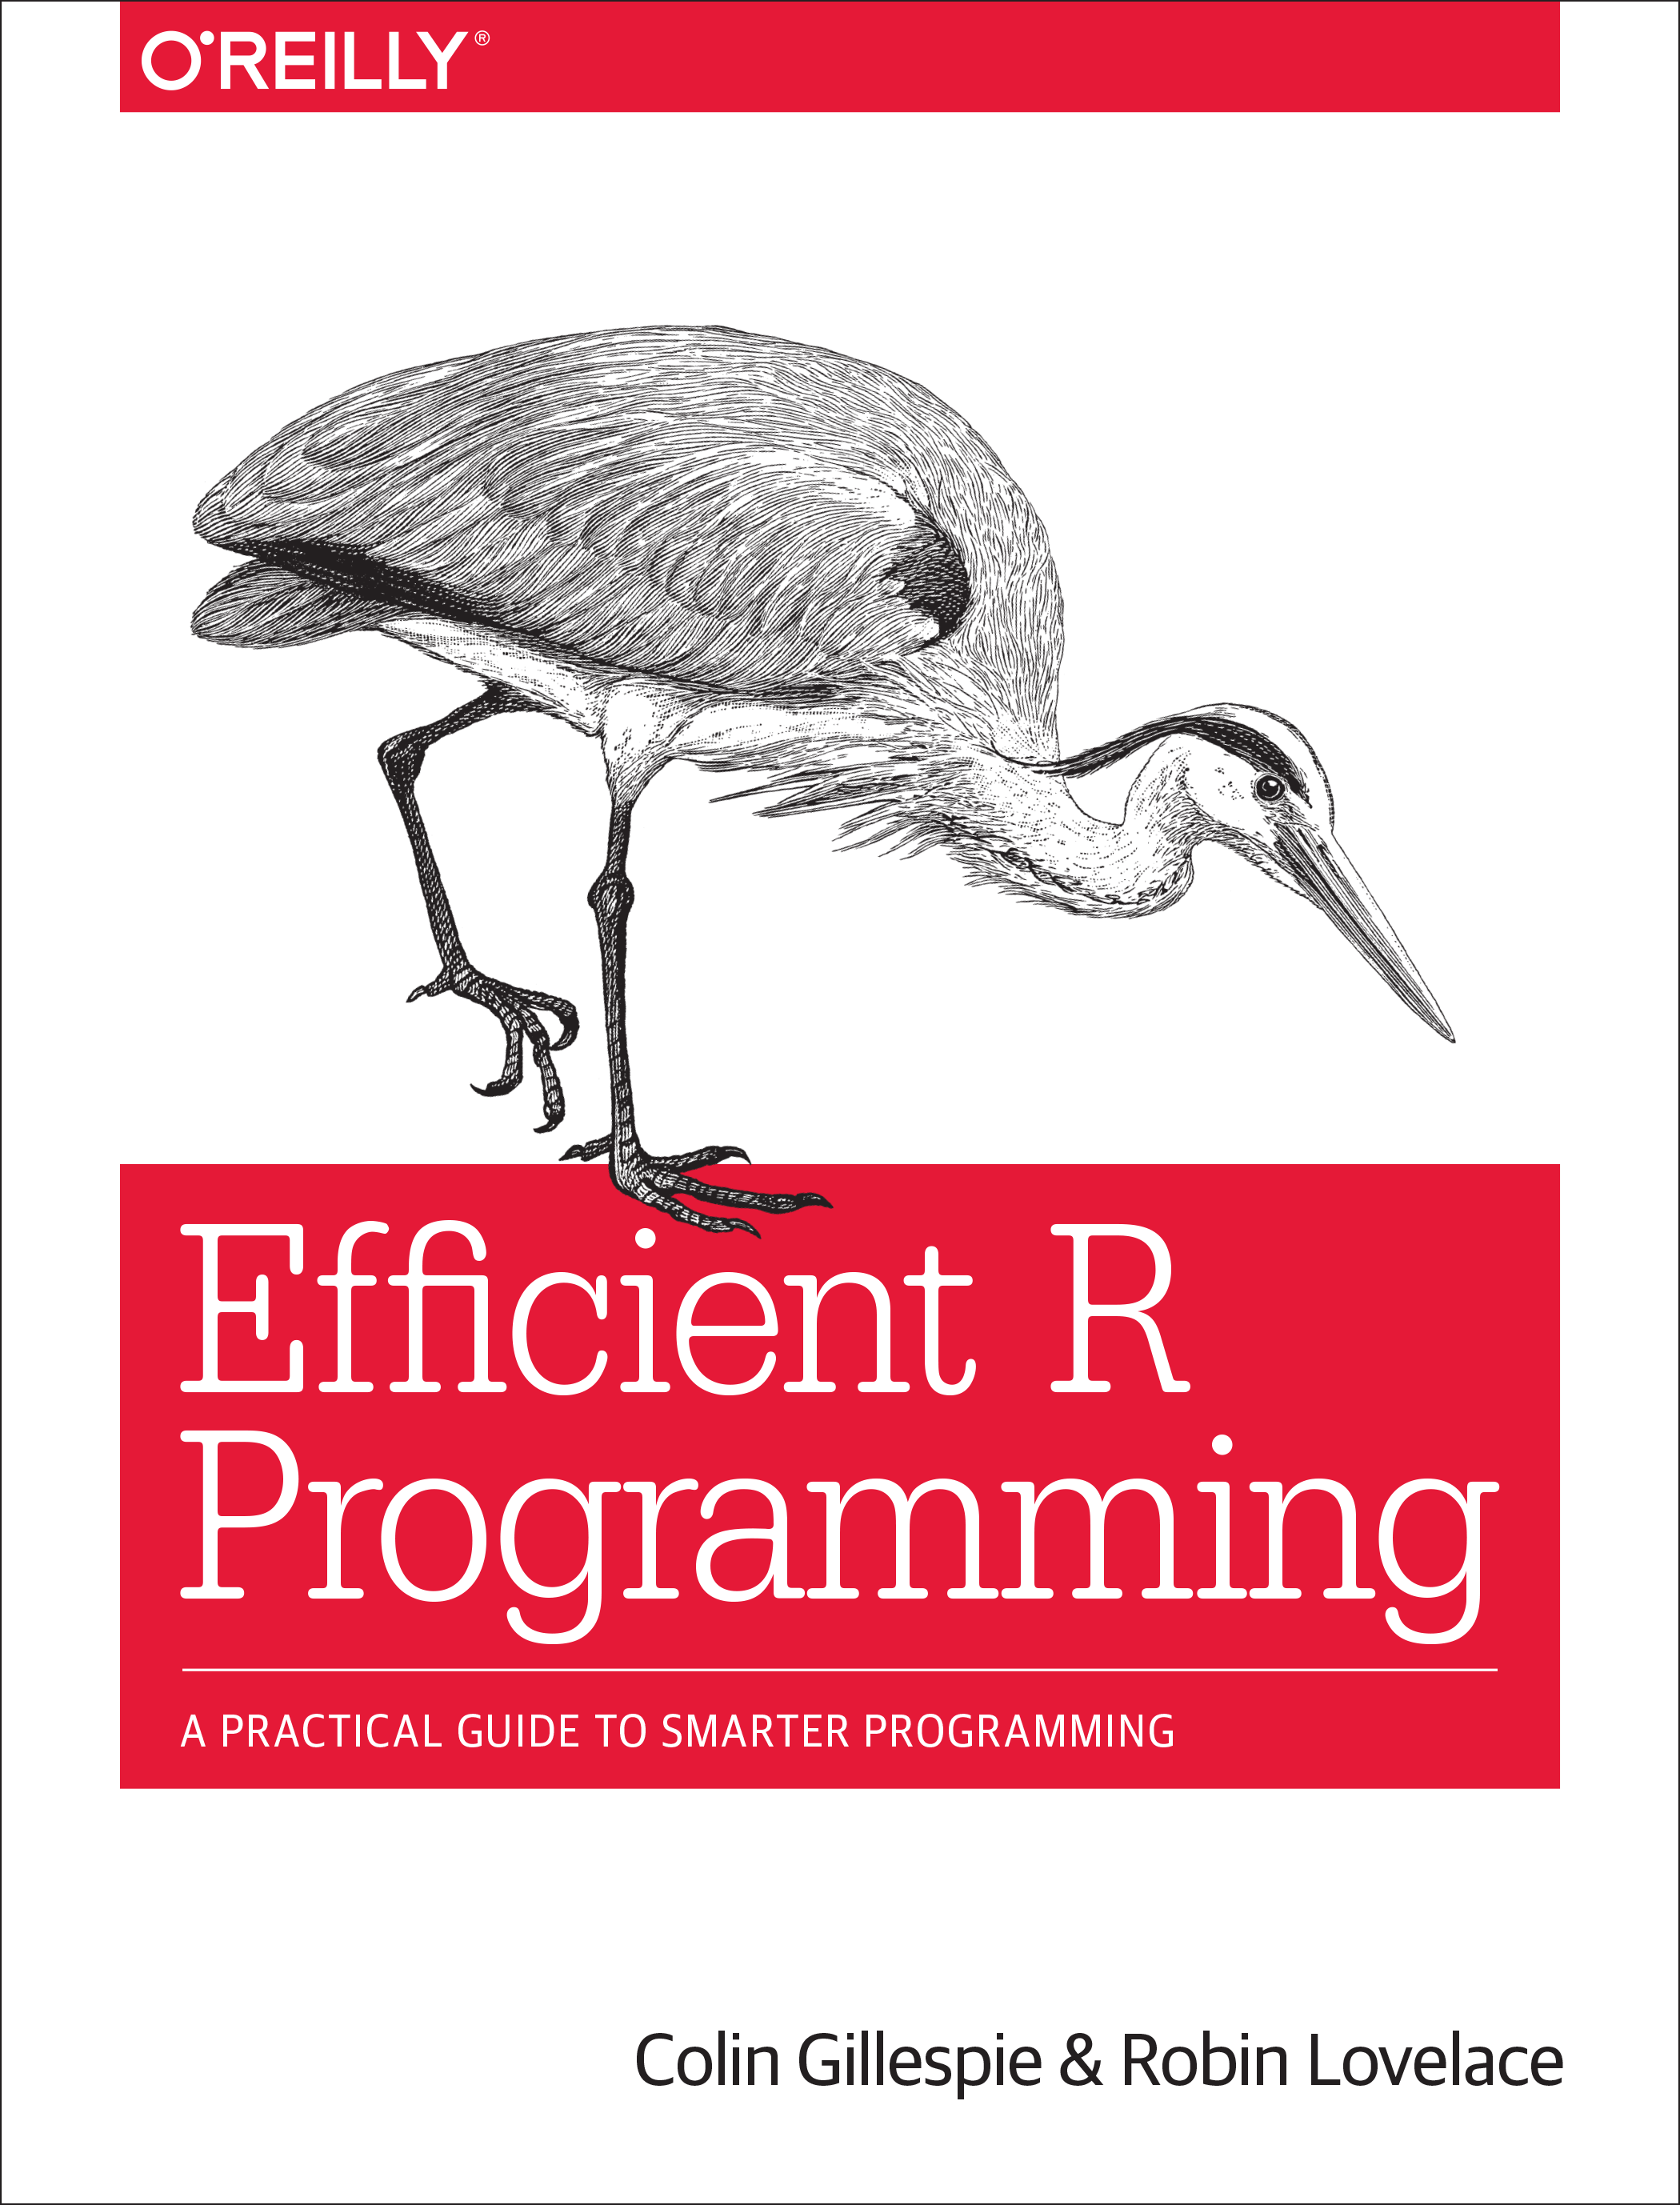 O'REILLY®
Efficient R
Programming
A PRACTICAL GUIDE TO SMARTER PROGRAMMING
Colin Gillespie & Robin Lovelace